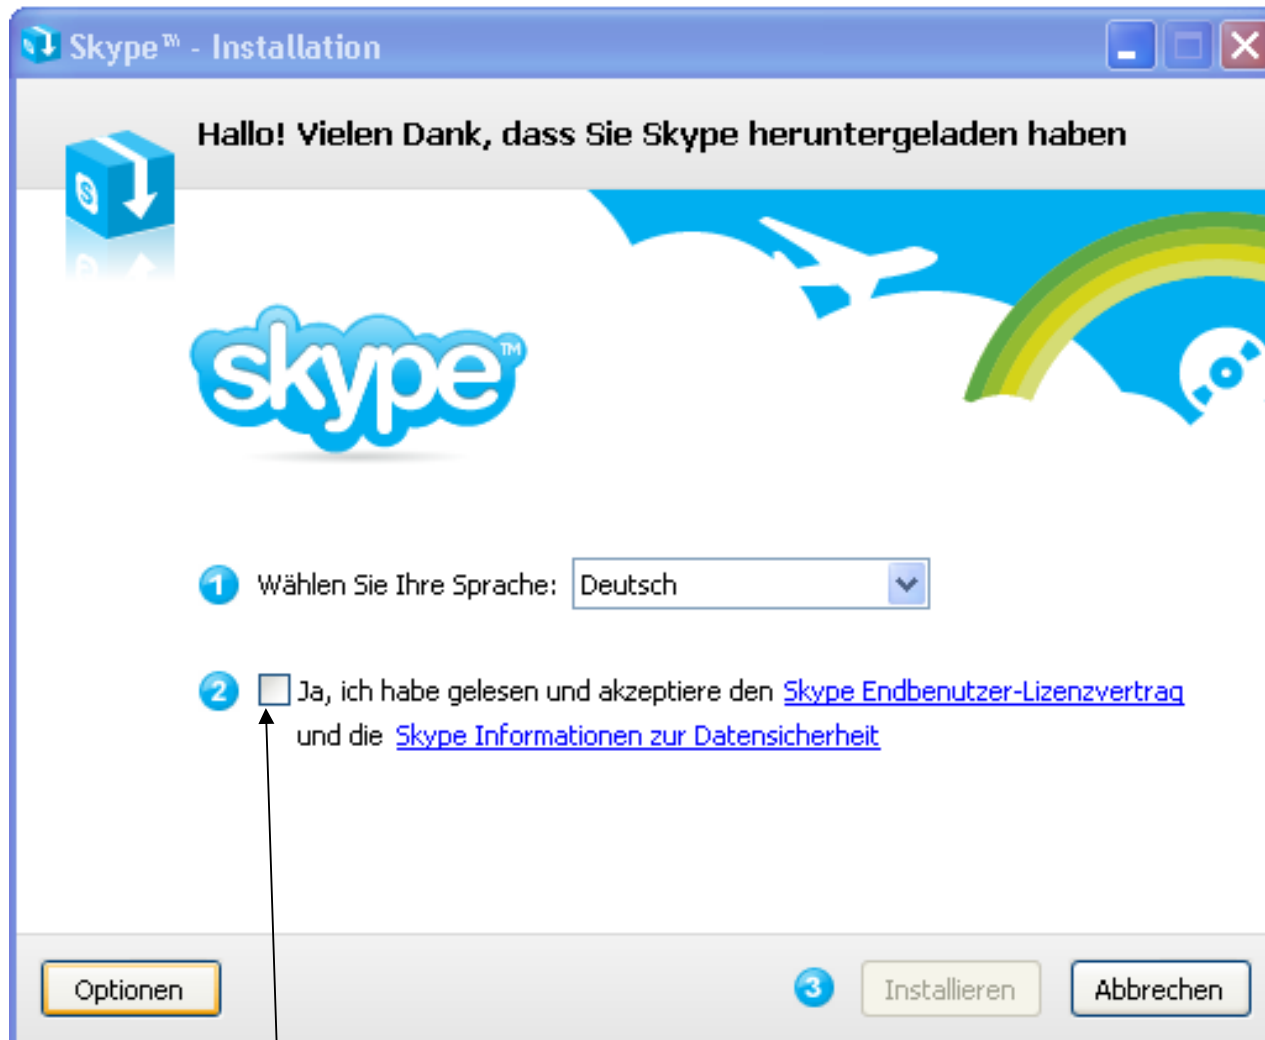 Skype™ - Installation
Hallo! Vielen Dank, dass Sie Skype heruntergeladen haben
S
skype™
1 Wählen Sie Ihre Sprache: Deutsch
2 Ja, ich habe gelesen und akzeptiere den Skype Endbenutzer-Lizenzvertrag
und die Skype Informationen zur Datensicherheit
Optionen 3 Installieren Abbrechen